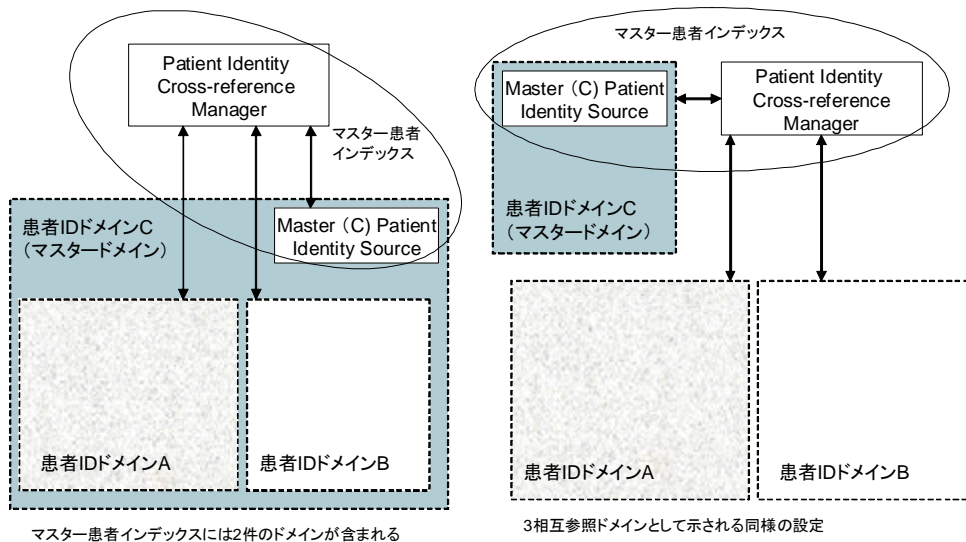 Patient Identity
Cross-reference
Manager
マスター患者
インデックス
患者IDドメインC
（マスタードメイン）
Master （C） Patient
Identity Source
患者IDドメインA
患者IDドメインB
マスター患者インデックスには2件のドメインが含まれる
マスター患者インデックス
Master （C） Patient
Identity Source
Patient Identity
Cross-reference
Manager
患者IDドメインC
（マスタードメイン）
患者IDドメインA
患者IDドメインB
3相互参照ドメインとして示される同様の設定